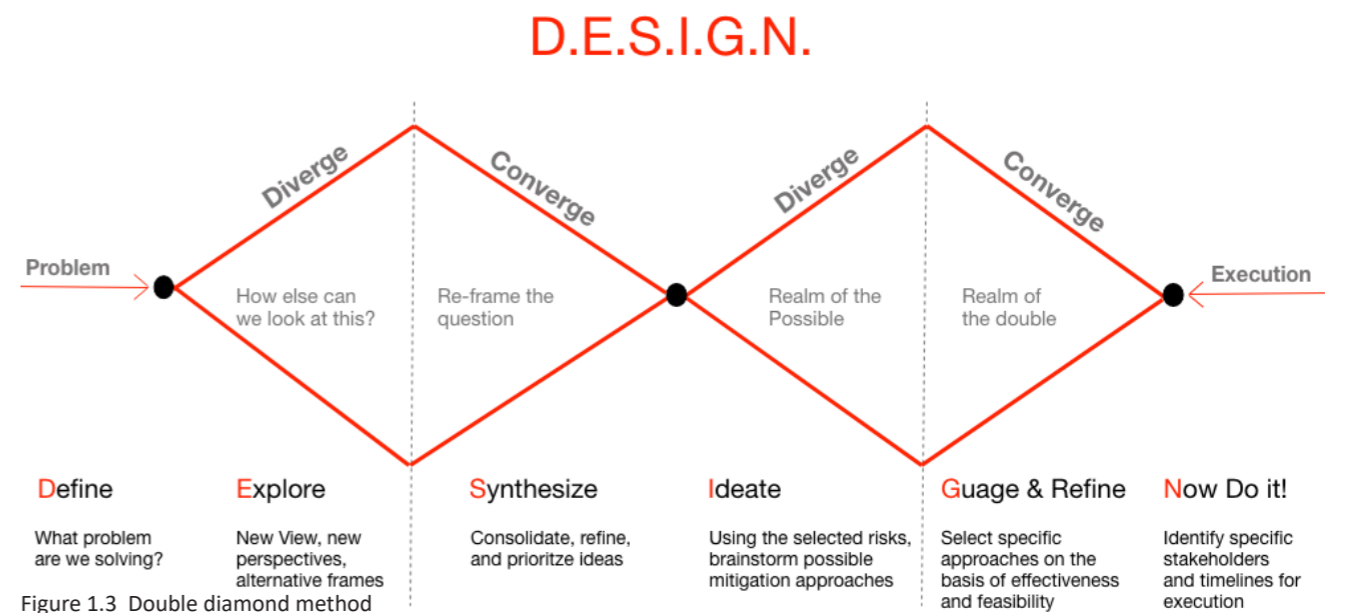 D.E.S.I.G.N.
Diverge
Converge
Diverge
Converge
Problem
Execution
How else can
we look at this?
Re-frame the
question
Realm of the
Possible
Realm of
the double
Define
What problem
are we solving?
Explore
New View, new
perspectives,
alternative frames
Synthesize
Consolidate, refine,
and prioritze ideas
Ideate
Using the selected risks,
brainstorm possible
mitigation approaches
Guage & Refine
Select specific
approaches on the
basis of effectiveness
and feasibility
Now Do it!
Identify specific
stakeholders
and timelines for
execution
Figure 1.3 Double diamond method